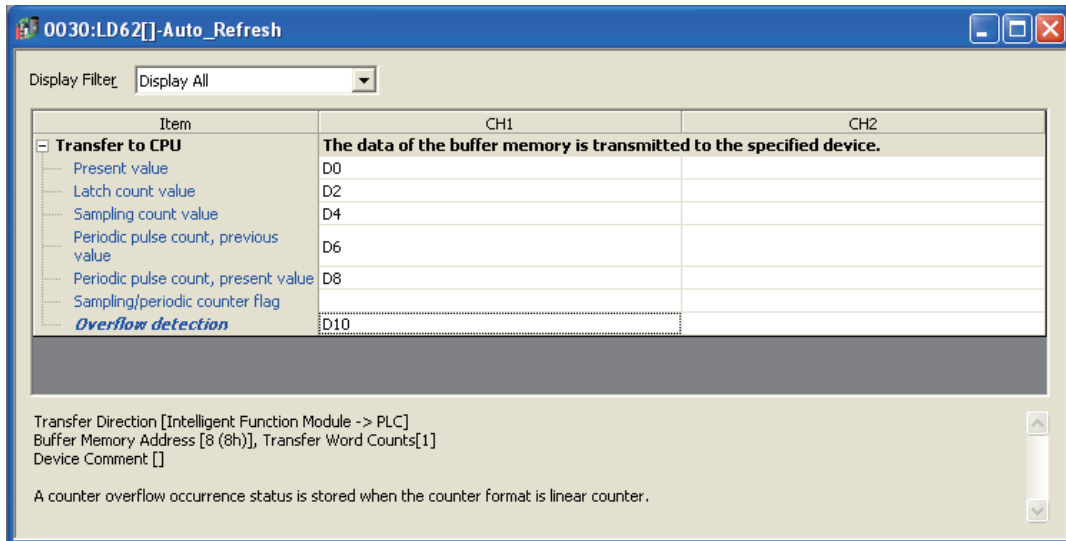 0030:LD62[]-Auto_Refresh
Display Filter Display All
Item CH1 CH2
Transfer to CPU The data of the buffer memory is transmitted to the specified device.
Present value D0
Latch count value D2
Sampling count value D4
Periodic pulse count, previous
value D6
Periodic pulse count, present value D8
Sampling/periodic counter flag
Overflow detection D10
Transfer Direction [Intelligent Function Module -> PLC]
Buffer Memory Address [8 (8h)], Transfer Word Counts[1]
Device Comment []
A counter overflow occurrence status is stored when the counter format is linear counter.